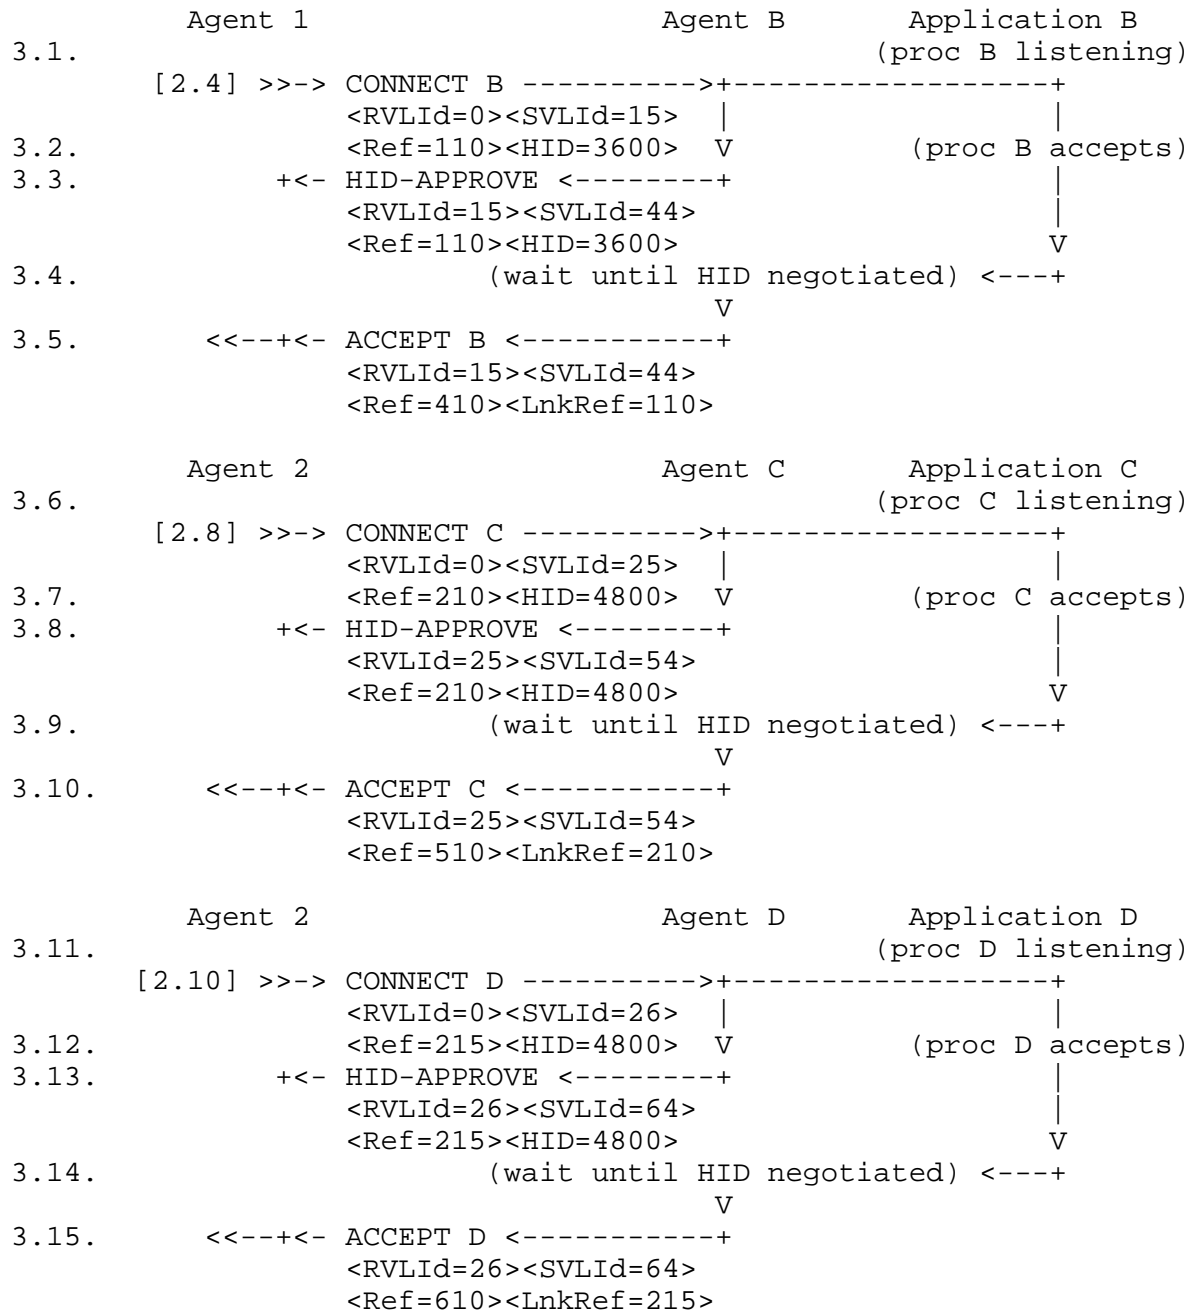 Agent 1                    Agent B       Application B
3.1.                                              (proc B listening)
        [2.4] >>-> CONNECT B ---------->+------------------+
                   <RVLId=0><SVLId=15>  |                  |
3.2.               <Ref=110><HID=3600>  V          (proc B accepts)
3.3.           +<- HID-APPROVE <--------+                  |
                   <RVLId=15><SVLId=44>                    |
                   <Ref=110><HID=3600>                     V
3.4.                       (wait until HID negotiated) <---+
                                        V
3.5.       <<--+<- ACCEPT B <-----------+
                   <RVLId=15><SVLId=44>
                   <Ref=410><LnkRef=110>

          Agent 2                    Agent C       Application C
3.6.                                              (proc C listening)
        [2.8] >>-> CONNECT C ---------->+------------------+
                   <RVLId=0><SVLId=25>  |                  |
3.7.               <Ref=210><HID=4800>  V          (proc C accepts)
3.8.           +<- HID-APPROVE <--------+                  |
                   <RVLId=25><SVLId=54>                    |
                   <Ref=210><HID=4800>                     V
3.9.                       (wait until HID negotiated) <---+
                                        V
3.10.      <<--+<- ACCEPT C <-----------+
                   <RVLId=25><SVLId=54>
                   <Ref=510><LnkRef=210>

          Agent 2                    Agent D       Application D
3.11.                                             (proc D listening)
       [2.10] >>-> CONNECT D ---------->+------------------+
                   <RVLId=0><SVLId=26>  |                  |
3.12.              <Ref=215><HID=4800>  V          (proc D accepts)
3.13.          +<- HID-APPROVE <--------+                  |
                   <RVLId=26><SVLId=64>                    |
                   <Ref=215><HID=4800>                     V
3.14.                      (wait until HID negotiated) <---+
                                        V
3.15.      <<--+<- ACCEPT D <-----------+
                   <RVLId=26><SVLId=64>
                   <Ref=610><LnkRef=215>